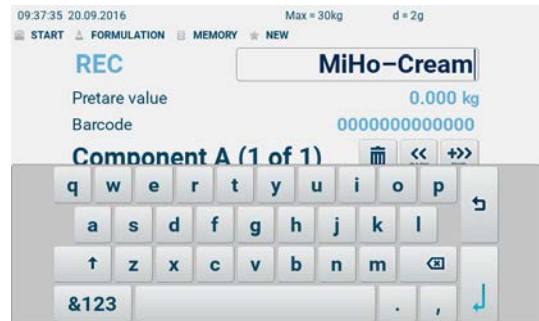 09:37:35 20.09.2016 Max = 30kg d = 2g
START FORMULATION MEMORY NEW
REC MiHo-Cream
Pretare value 0.000 kg
Barcode 0000000000000
Component A (1 of 1) << +>>
q w e r t y u i o p
a s d f g h j k l
z x c v b n m
&123 . ,